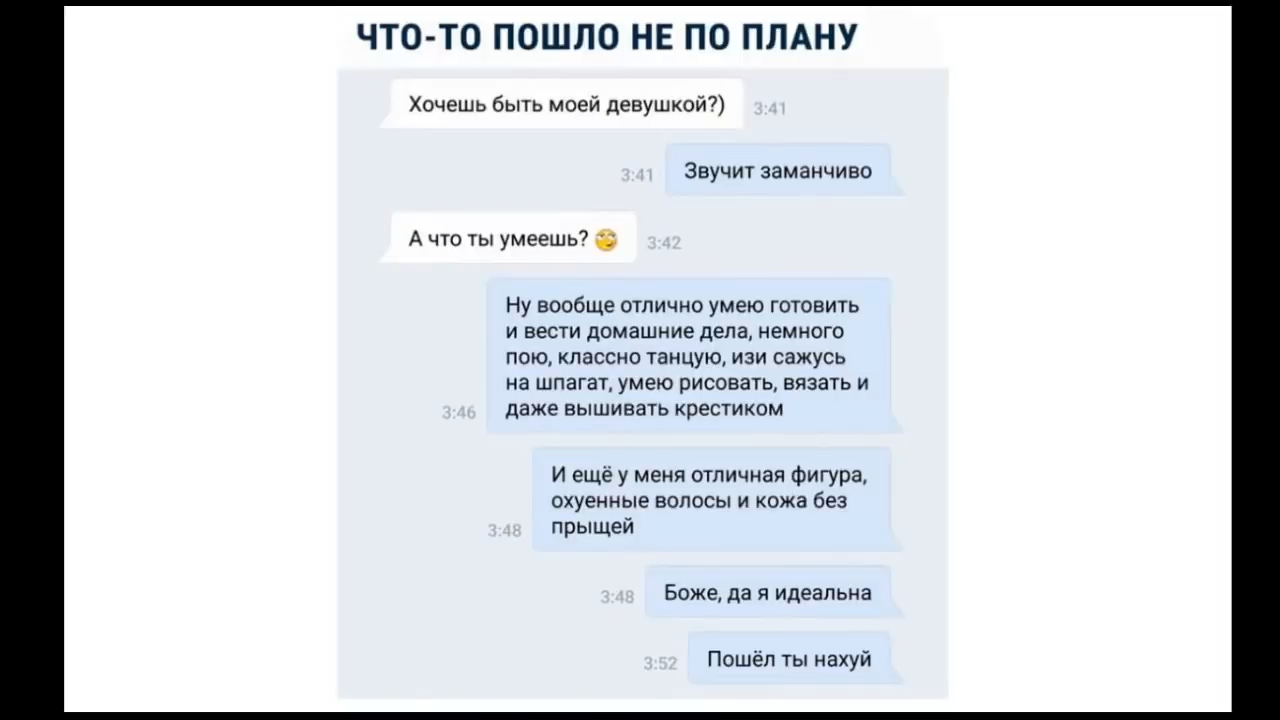 ЧТО-ТО ПОШЛО НЕ ПО ПЛАНУ
Хочешь быть моей девушкой?) 3:41
3:41 Звучит заманчиво
А что ты умеешь? 3:42
Ну вообще отлично умею готовить
и вести домашние дела, немного
пою, классно танцую, изи сажусь
на шпагат, умею рисовать, вязать и
3:46 даже вышивать крестиком
И ещё у меня отличная фигура,
охуенные волосы и кожа без
3:48 прыщей
3:48 Боже, да я идеальна
3:52 Пошёл ты нахуй